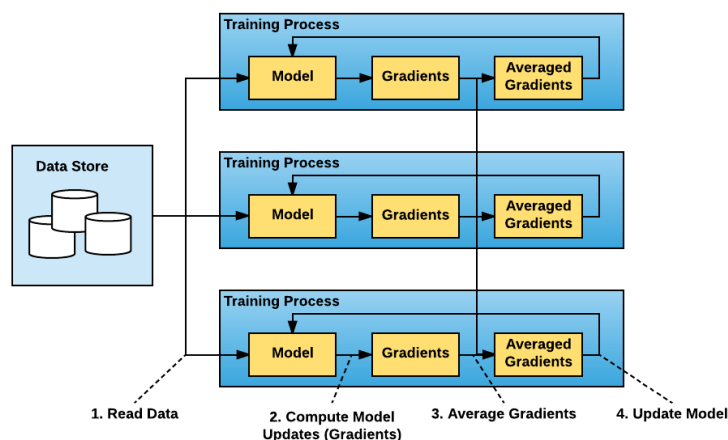 Training Process
Model
Gradients
Averaged
Gradients
Data Store
Training Process
Model
Gradients
Averaged
Gradients
Training Process
Model
Gradients
Averaged
Gradients
1. Read Data
2. Compute Model
Updates (Gradients)
3. Average Gradients
4. Update Model